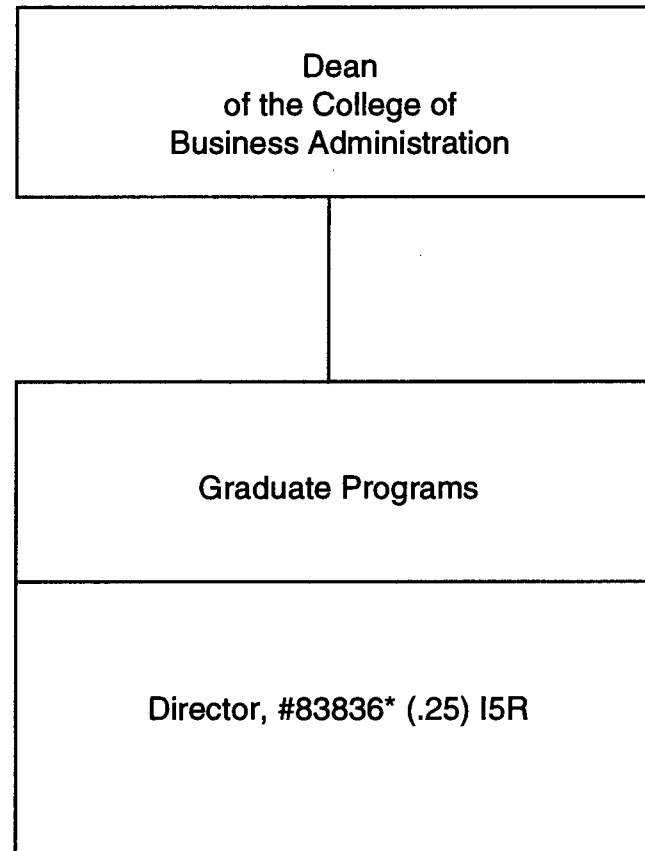 Dean
of the College of
Business Administration
Graduate Programs
Director, #83836* (.25) I5R